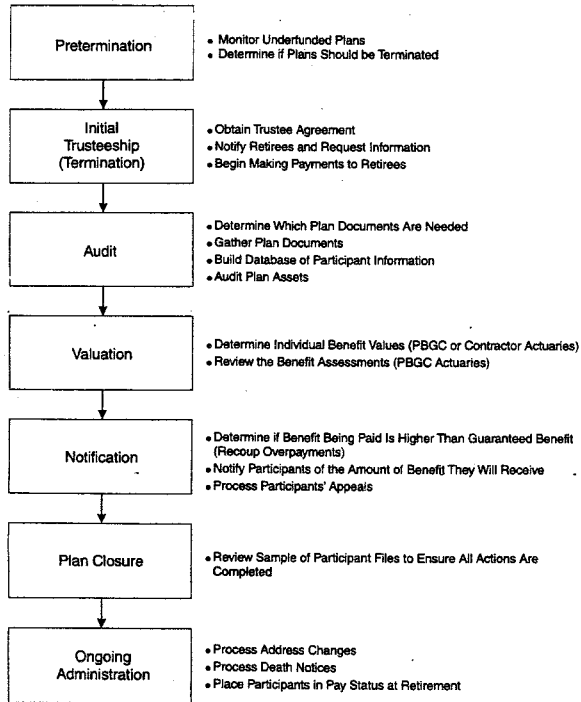 Pretermination
• Monitor Underfunded Plans
• Determine if Plans Should be Terminated
Initial
Trusteeship
(Termination)
• Obtain Trustee Agreement
• Notify Retirees and Request Information
• Begin Making Payments to Retirees
Audit
• Determine Which Plan Documents Are Needed
• Gather Plan Documents
• Build Database of Participant Information
• Audit Plan Assets
Valuation
• Determine Individual Benefit Values (PBGC or Contractor Actuaries)
• Review the Benefit Assessments (PBGC Actuaries)
Notification
• Determine if Benefit Being Paid Is Higher Than Guaranteed Benefit
(Recoup Overpayments)
• Notify Participants of the Amount of Benefit They Will Receive
• Process Participants' Appeals
Plan Closure
• Review Sample of Participant Files to Ensure All Actions Are
Completed
Ongoing
Administration
• Process Address Changes
• Process Death Notices
• Place Participants in Pay Status at Retirement